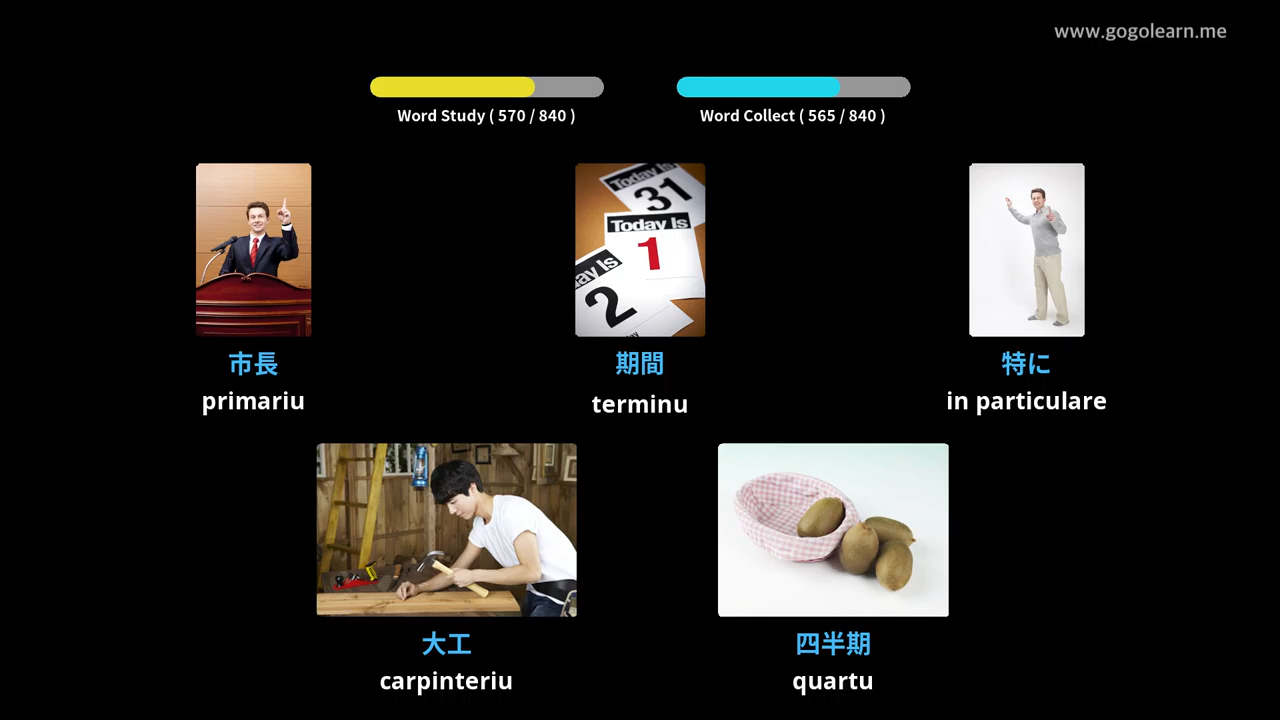 www.gogolearn.me
Word Study ( 570 / 840 )
Word Collect ( 565 / 840 )
Today Is
31
Today Is
1
day Is
2
市長
primariu
期間
terminu
特に
in particulare
大工
carpinteriu
四半期
quartu